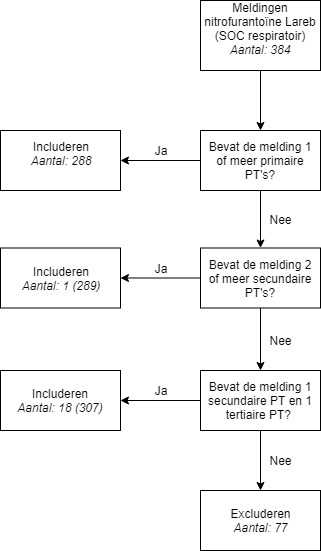 Meldingen
nitrofurantoïne Lareb
(SOC respiratoir)
Aantal: 384
Bevat de melding 1
of meer primaire
PT's?
Ja
Includeren
Aantal: 288
Nee
Bevat de melding 2
of meer secundaire
PT's?
Ja
Includeren
Aantal: 1 (289)
Nee
Bevat de melding 1
secundaire PT en 1
tertiaire PT?
Ja
Includeren
Aantal: 18 (307)
Nee
Excluderen
Aantal: 77